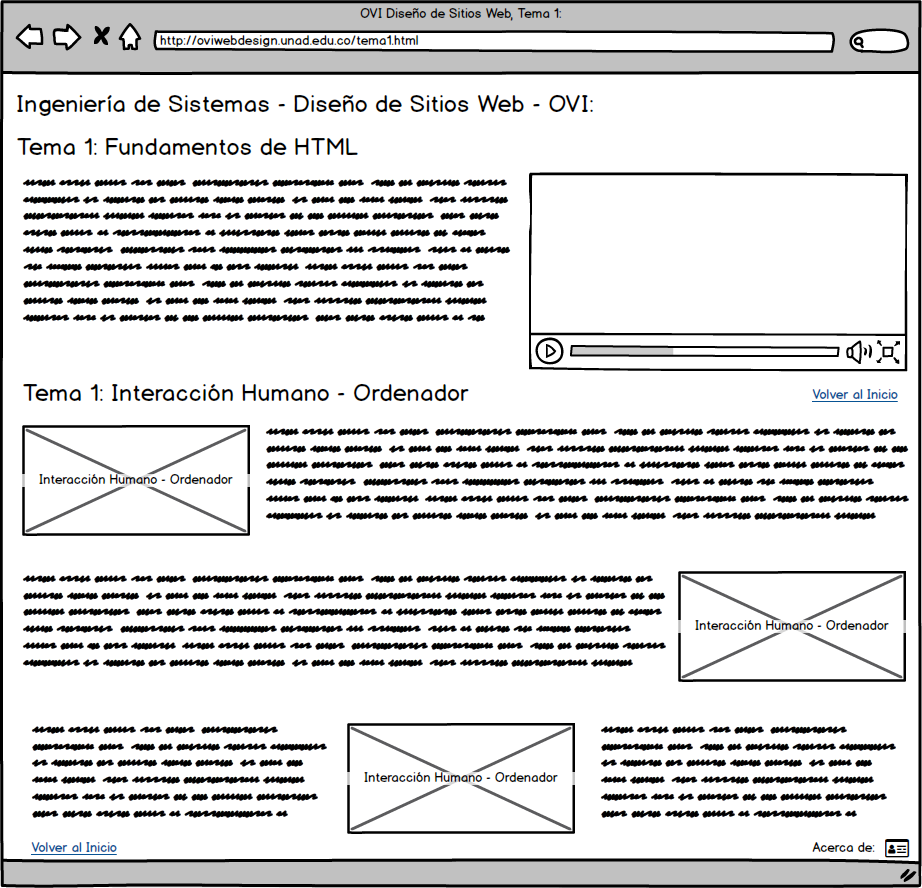 OVI Diseño de Sitios Web, Tema 1:
http://oviwebdesign.unad.edu.co/tema1.html
Ingeniería de Sistemas - Diseño de Sitios Web - OVI:
Tema 1: Fundamentos de HTML
Tema 1: Interacción Humano - Ordenador
Volver al Inicio
Interacción Humano - Ordenador
Interacción Humano - Ordenador
Interacción Humano - Ordenador
Volver al Inicio
Acerca de: